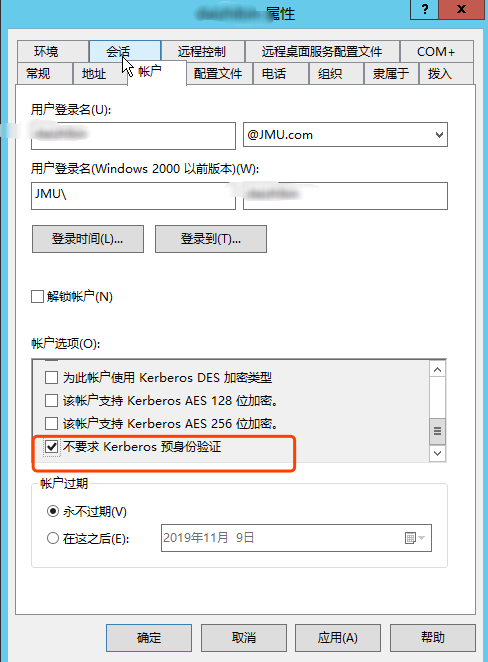 属性
?
x
环境 会话 远程控制 远程桌面服务配置文件 COM+
常规 地址 帐户 配置文件 电话 组织 隶属于 拨入
用户登录名(U):
@JMU.com
用户登录名(Windows 2000 以前版本)(W):
JMU\
登录时间(L)... 登录到(T)...
解锁帐户(N)
帐户选项(O):
为此帐户使用 Kerberos DES 加密类型
该帐户支持 Kerberos AES 128 位加密。
该帐户支持 Kerberos AES 256 位加密。
不要求 Kerberos 预身份验证
帐户过期
永不过期(V)
在这之后(E): 2019年11月 9日
确定 取消 应用(A) 帮助